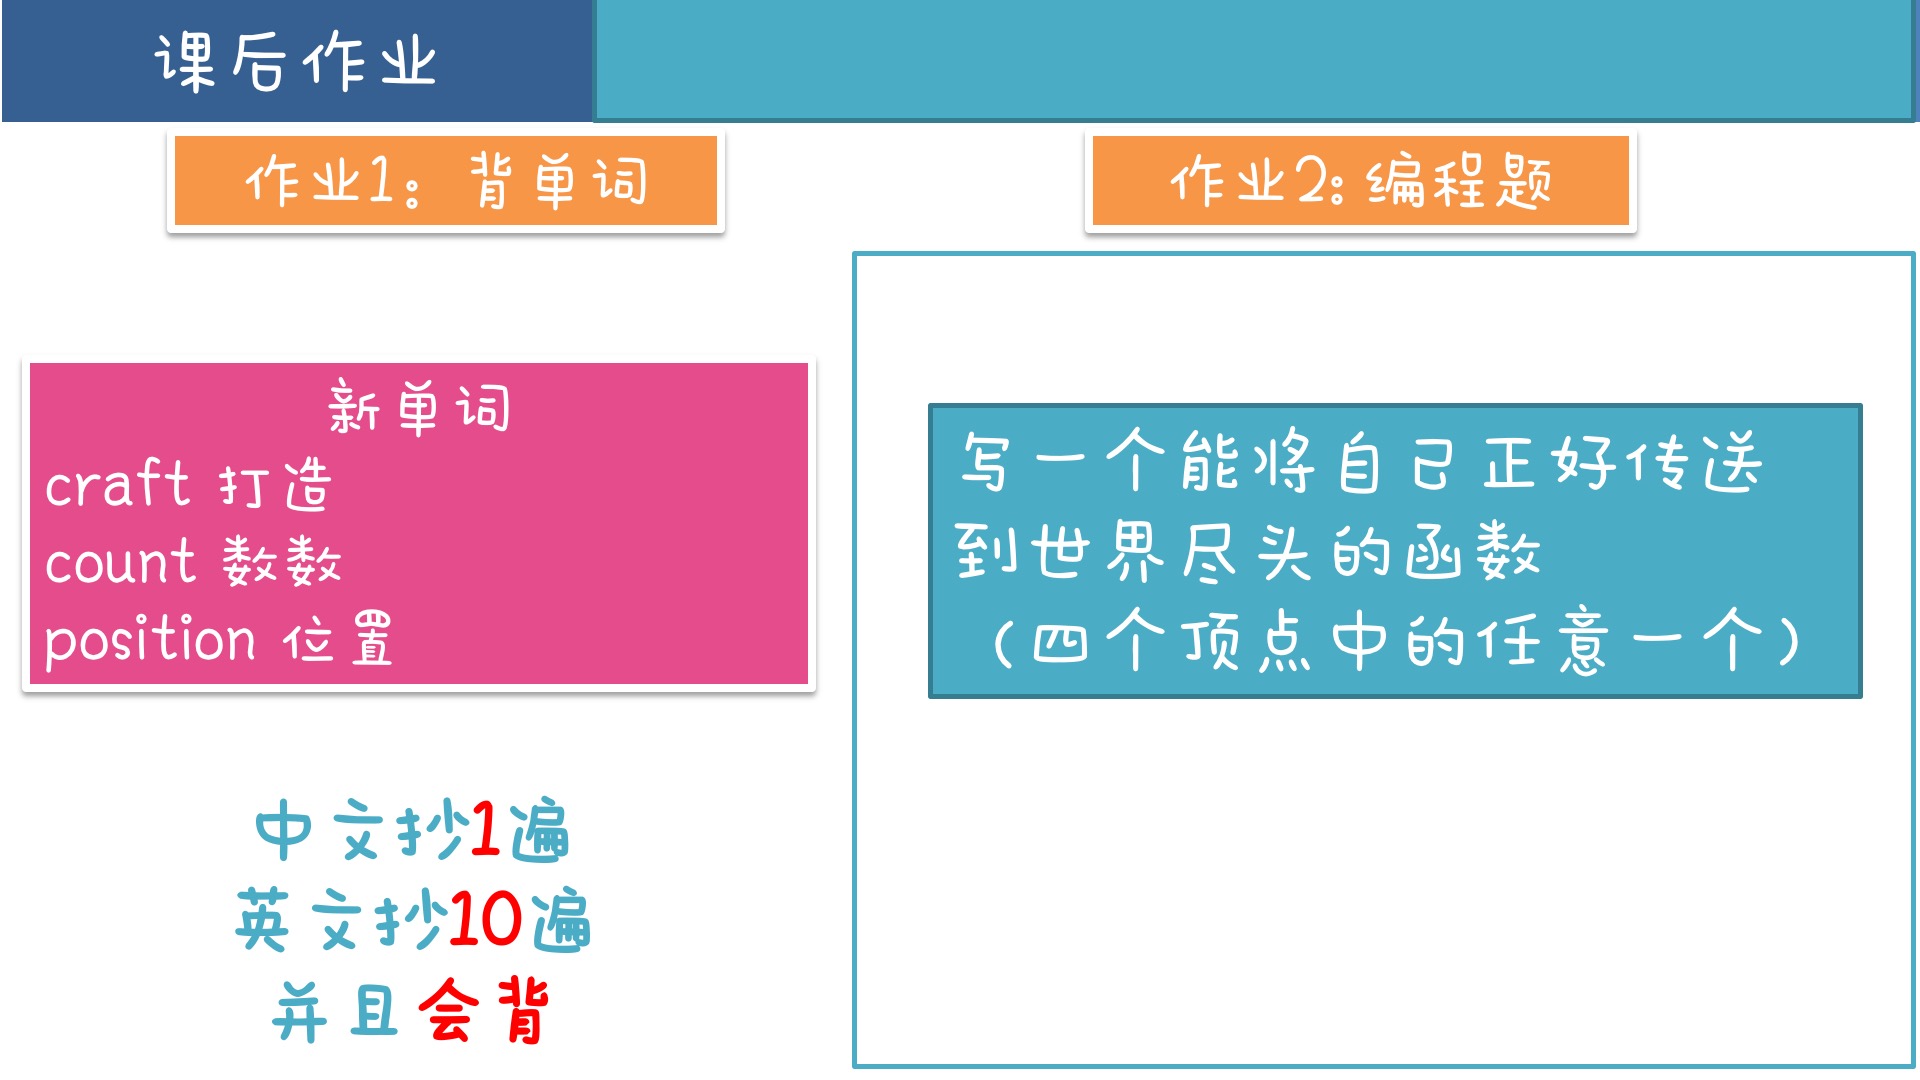 课后作业
作业1：背单词
新单词
craft 打造
count 数数
position 位置
中文抄1遍
英文抄10遍
并且会背
作业2:编程题
写一个能将自己正好传送
到世界尽头的函数
（四个顶点中的任意一个）